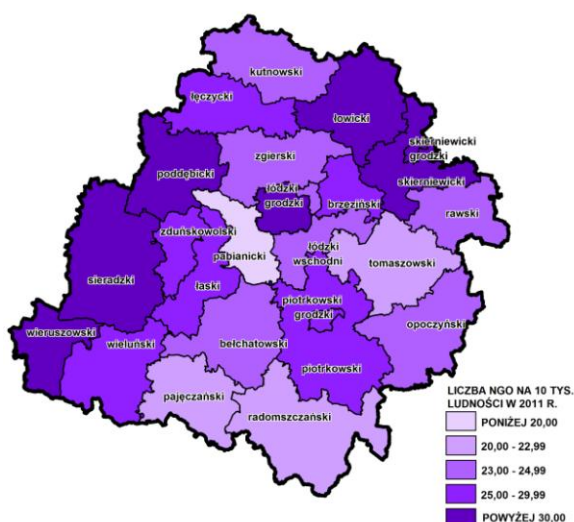 kutnowski
łęczycki
łowicki
skierniewicki
grodzki
zgierski
poddębicki
skierniewicki
łódzki
grodzki
brzeziński
rawski
zduńskowolski
łódzki
wschodni
pabianicki
tomaszowski
sieradzki
łaski
piotrkowski
grodzki
opoczyński
wieruszowski
wieluński
bełchatowski
piotrkowski
pajęczański
radomszczański
LICZBA NGO NA 10 TYS.
LUDNOŚCI W 2011 R.
PONIŻEJ 20,00
20,00 - 22,99
23,00 - 24,99
25,00 - 29,99
POWYŻEJ 30,00